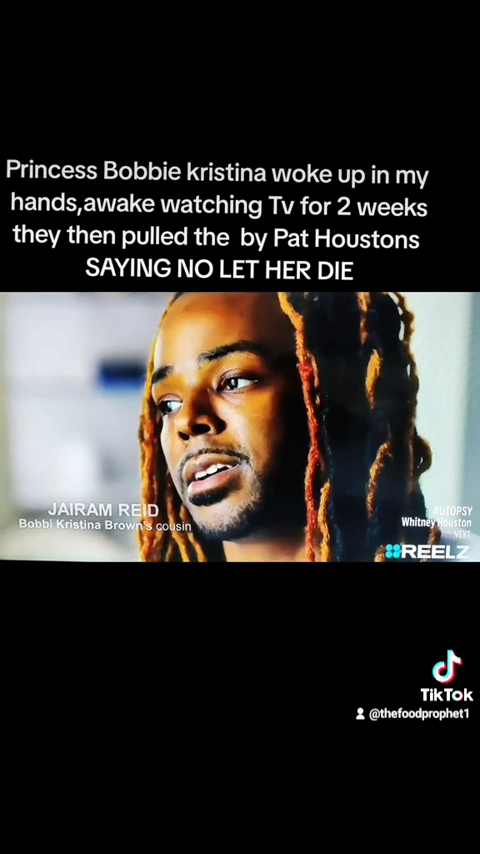 Princess Bobbie kristina woke up in my
hands,awake watching Tv for 2 weeks
they then pulled the by Pat Houstons
SAYING NO LET HER DIE
JAIRAM REID
Bobbi Kristina Brown's cousin
AUTOPSY
Whitney Houston
NEXT
REELZ
TikTok
@thefoodprophet1